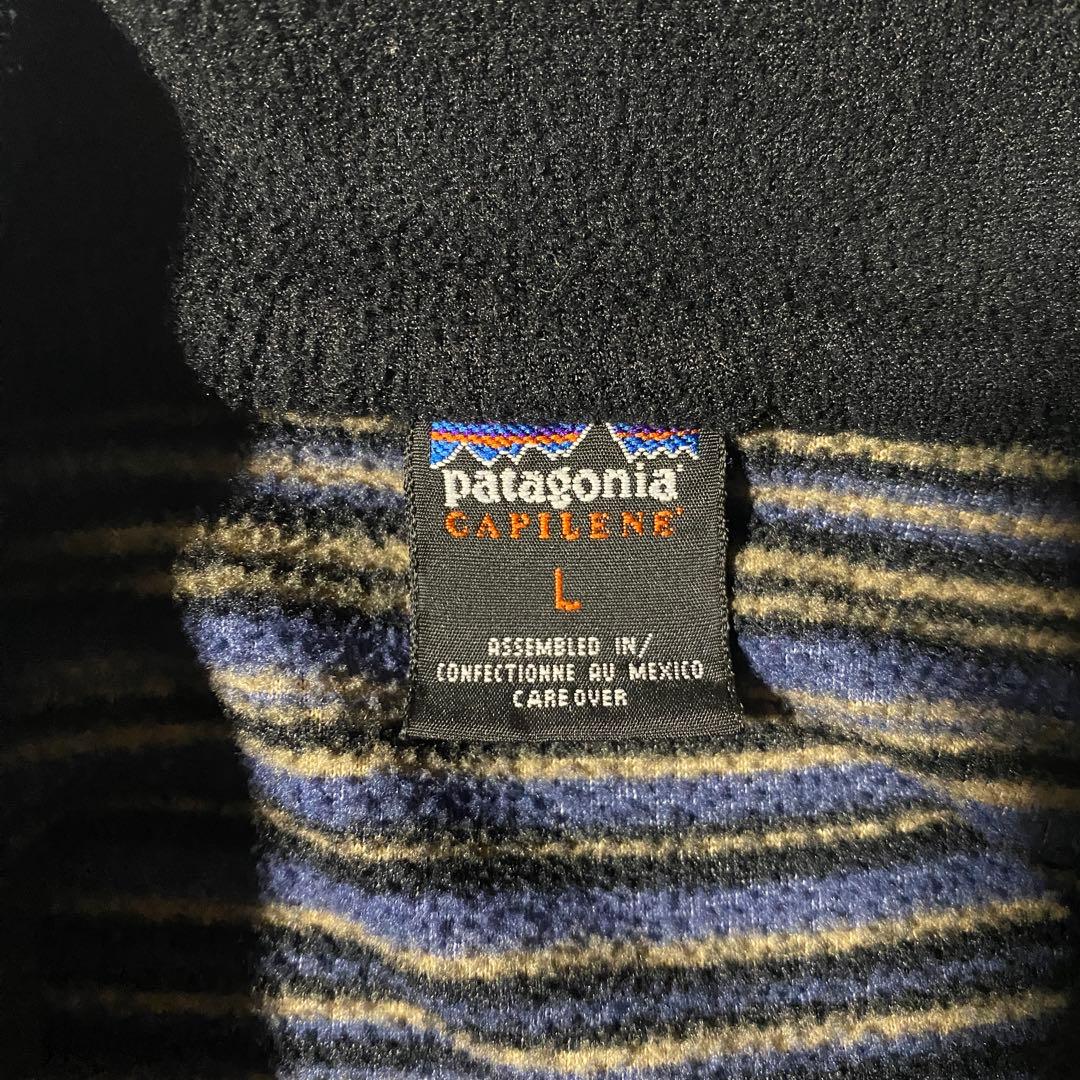 patagonia®
CAPILENE®
L
ASSEMBLED IN/
CONFECTIONNE AU MEXICO
CARE OVER